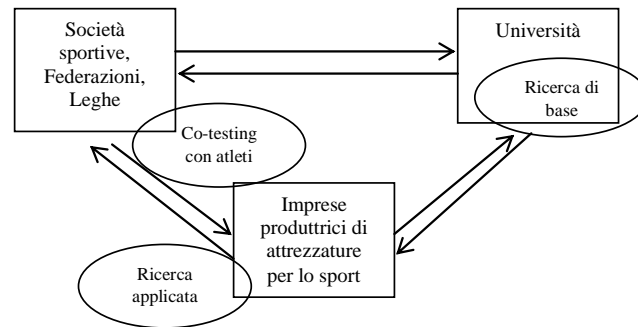 Società
sportive,
Federazioni,
Leghe
Università
Ricerca di
base
Co-testing
con atleti
Imprese
produttrici di
attrezzature
per lo sport
Ricerca
applicata